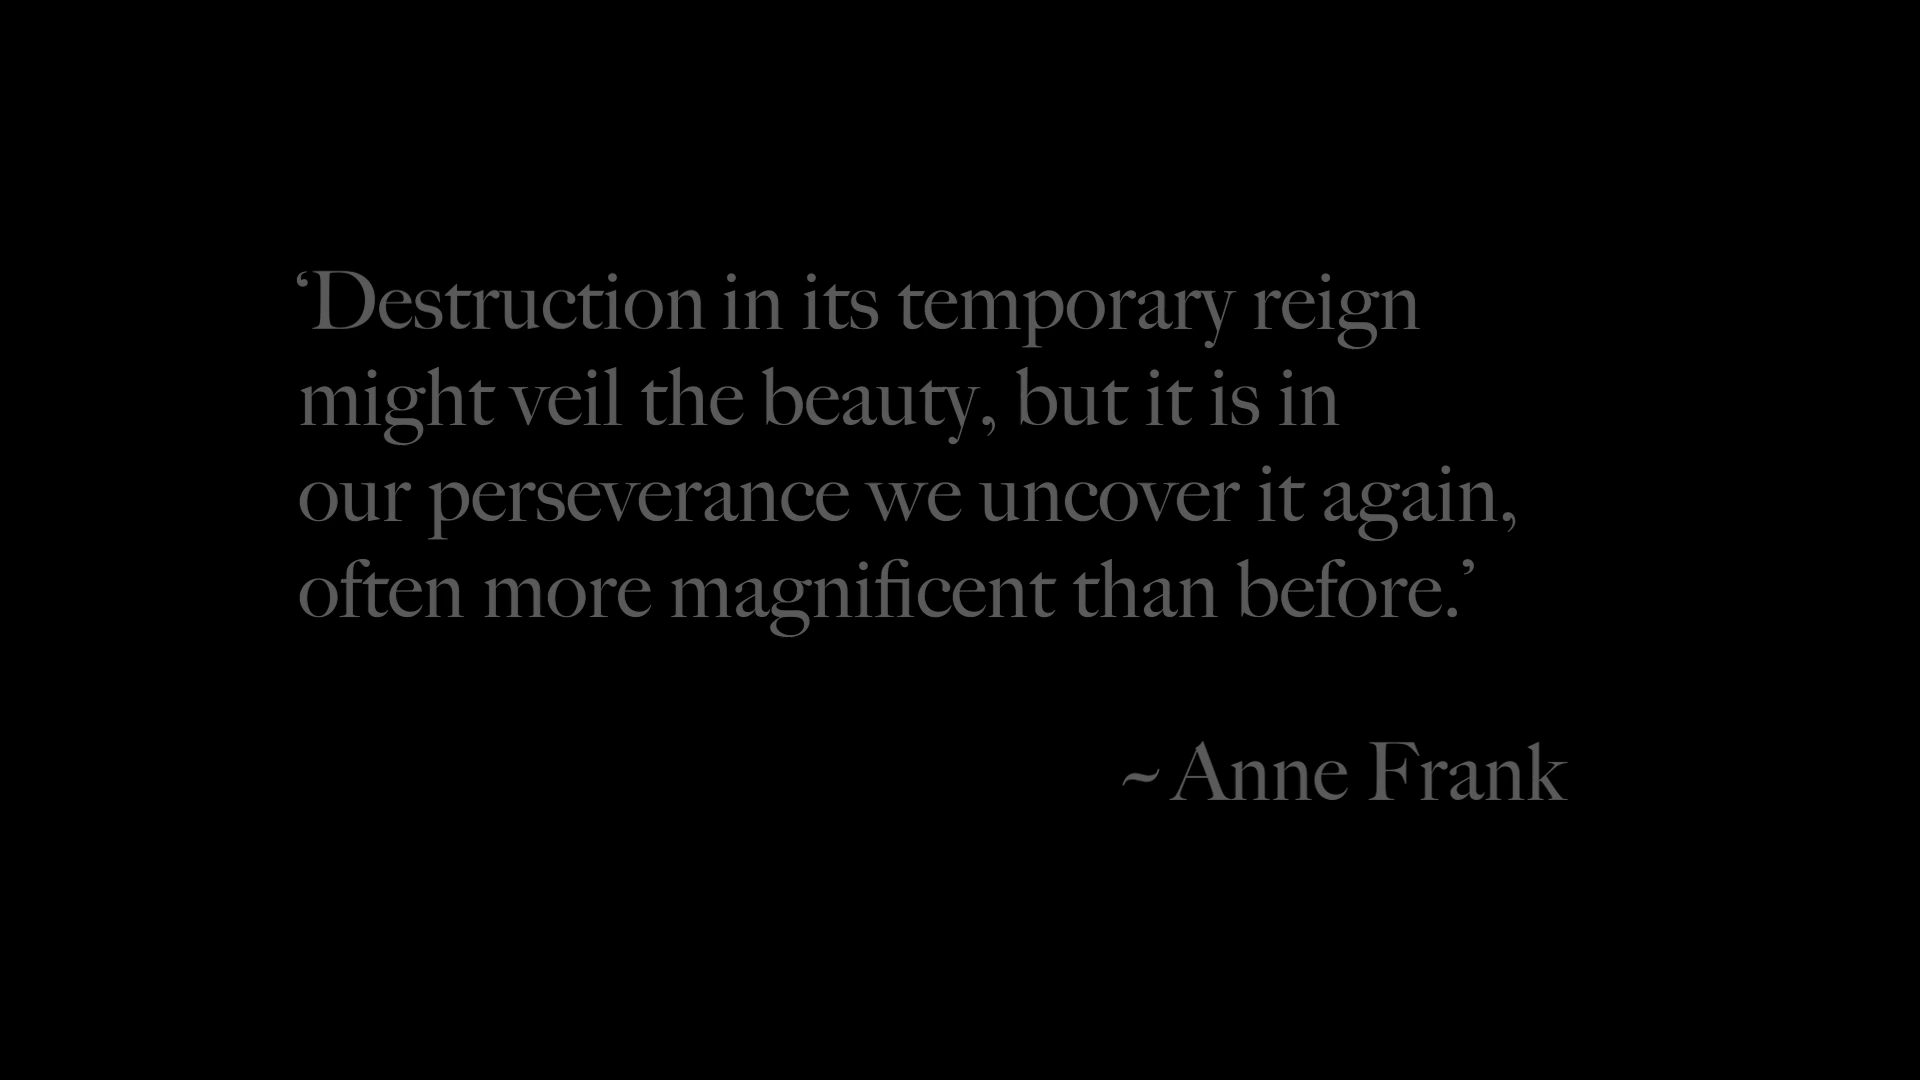 ‘Destruction in its temporary reign
might veil the beauty, but it is in
our perseverance we uncover it again,
often more magnificent than before.’
~Anne Frank